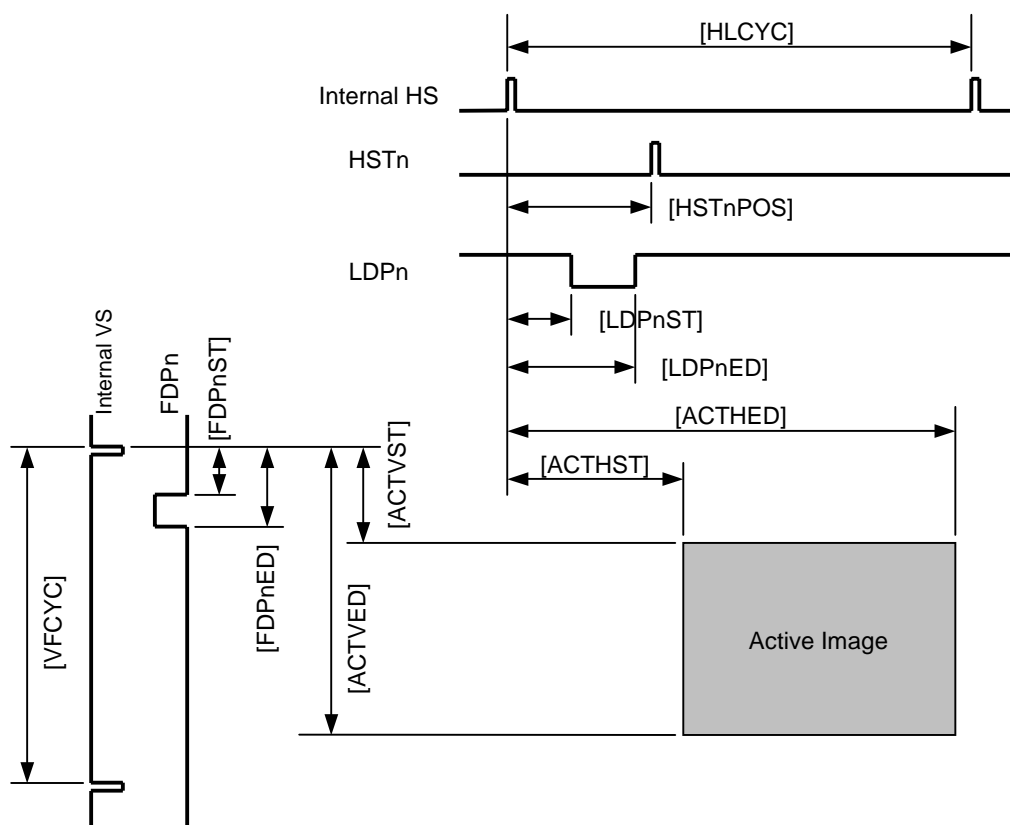 [HLCYC]
Internal HS
HSTn
[HSTnPOS]
LDPn
[LDPnST]
[LDPnED]
[ACTHED]
[ACTHST]
Internal VS
FDPn
[FDPnST]
[ACTVST]
[FDPnED]
[VFCYC]
[ACTVED]
Active Image